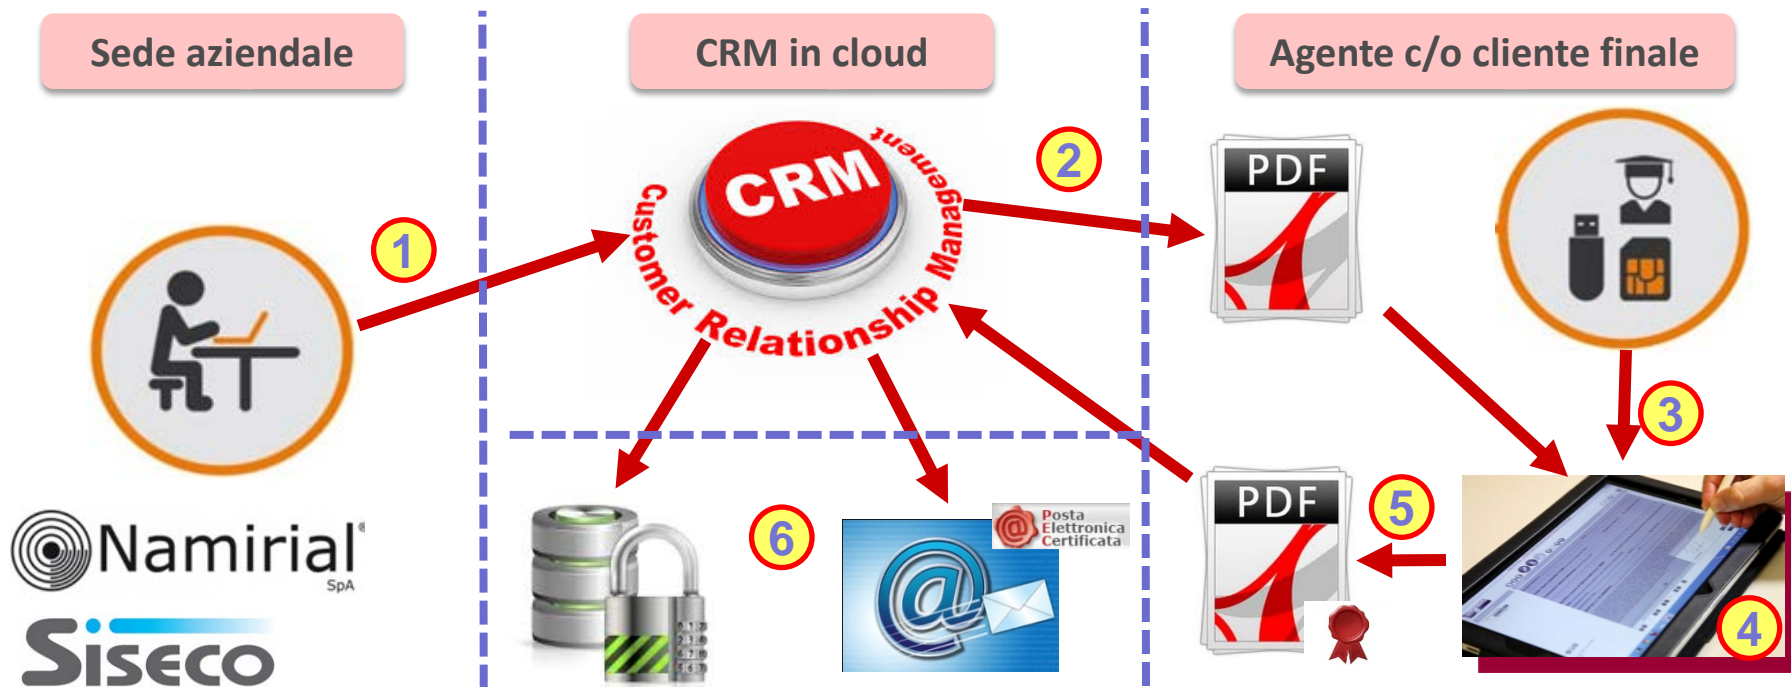 Sede aziendale
CRM in cloud
Agente c/o cliente finale
1
CRM
Customer Relationship Management
2
PDF
3
Namirial®
SpA
SISECO
6
@
Posta
Elettronica
Certificata
@
PDF
5
4